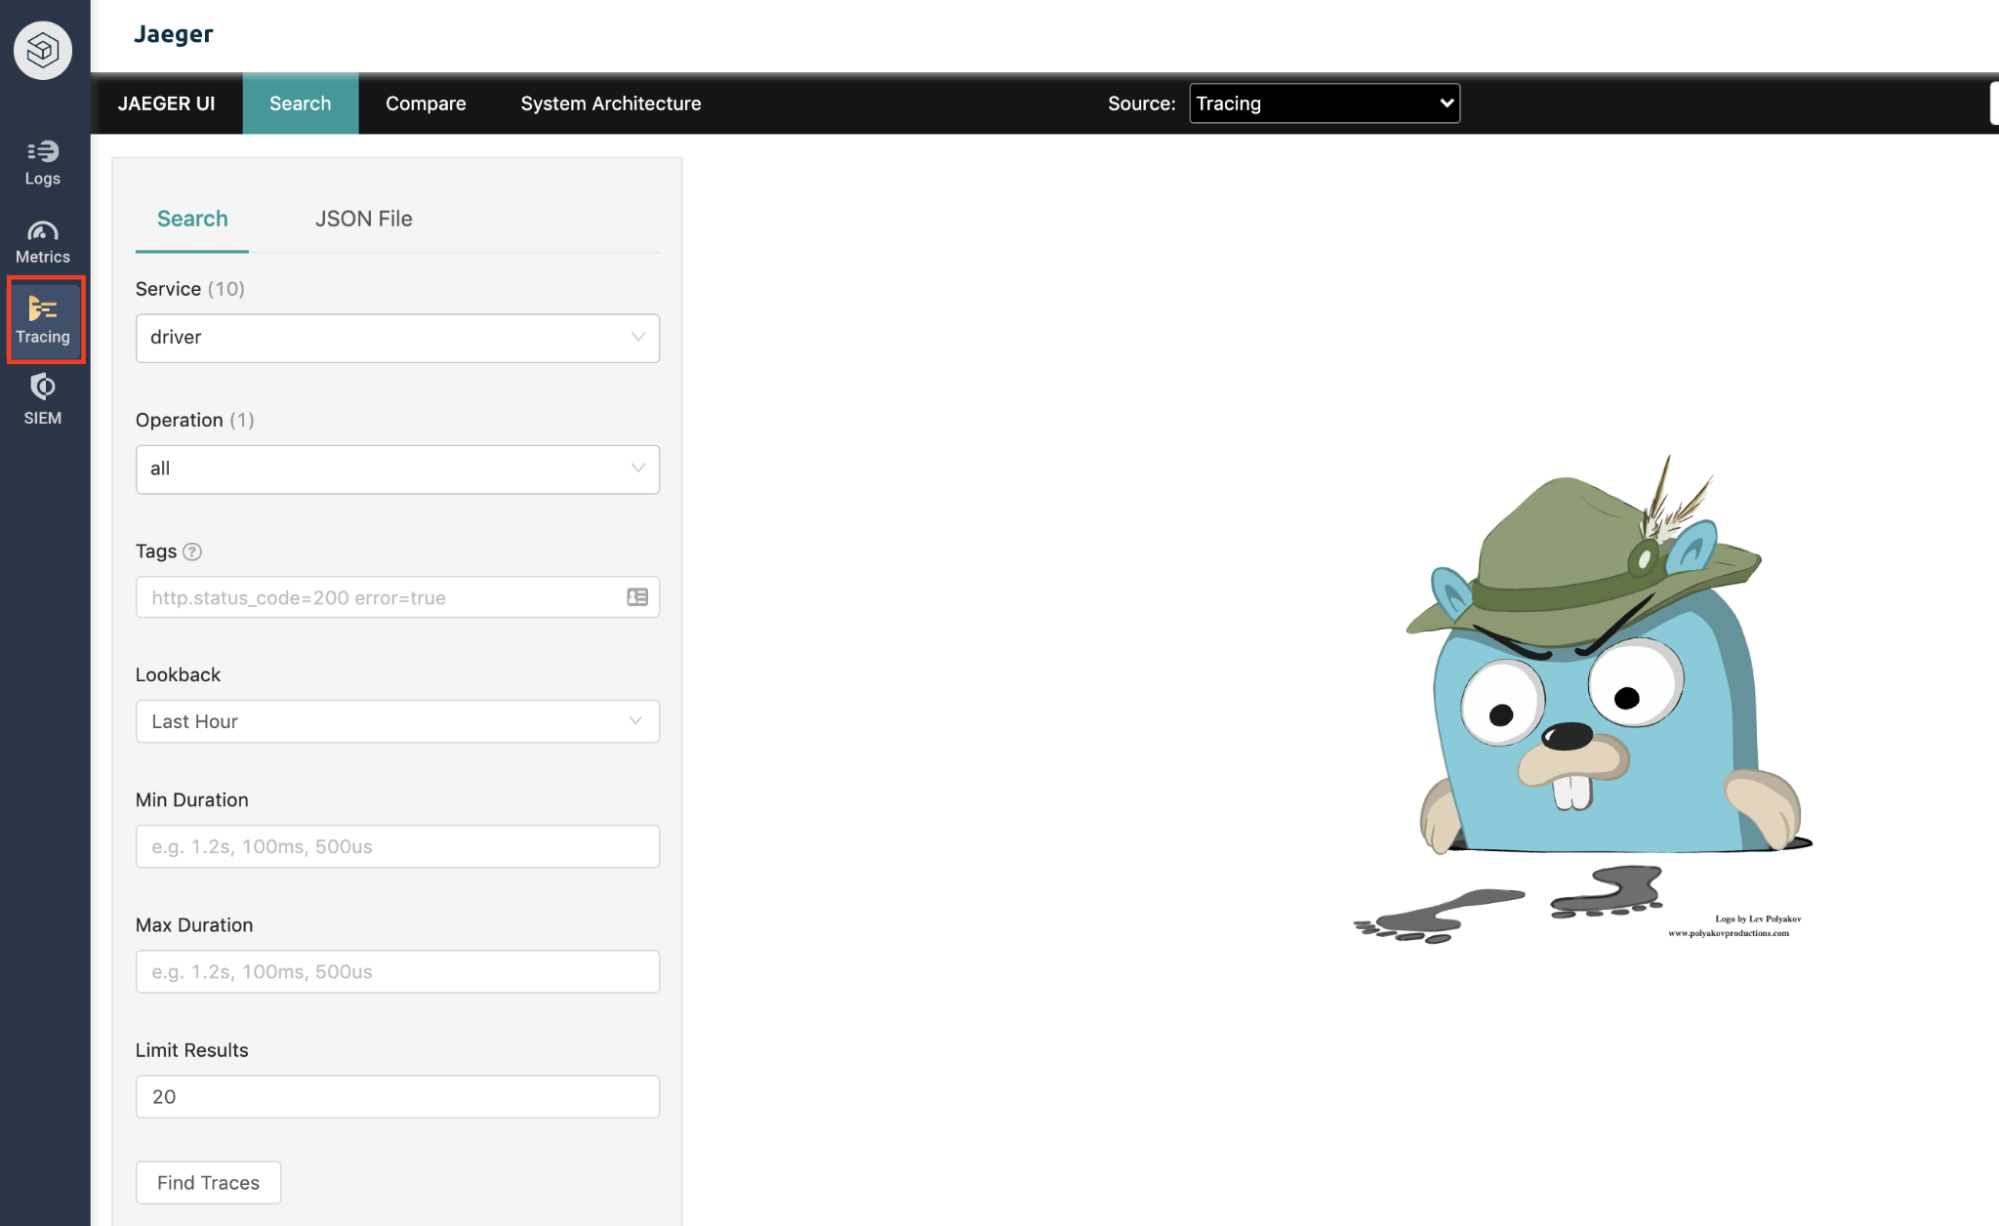 Jaeger
JAEGER UI Search Compare System Architecture Source: Tracing
Logs
Metrics
Tracing
SIEM
Search JSON File
Service (10)
driver
Operation (1)
all
Tags ?
http.status_code=200 error=true
Lookback
Last Hour
Min Duration
e.g. 1.2s, 100ms, 500us
Max Duration
e.g. 1.2s, 100ms, 500us
Limit Results
20
Find Traces
Logo by Lev Polyakov
www.polyakovproductions.com